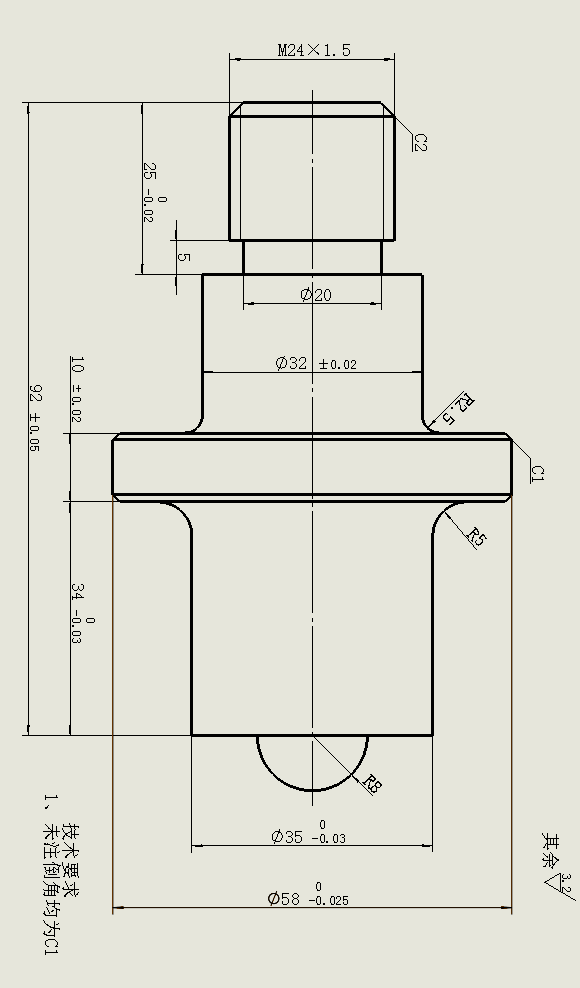 M24×1.5
C2
25 0 -0.02
5
Ø20
Ø32 ±0.02
10 ±0.02
92 ±0.05
R2.5
C1
R5
34 0 -0.03
R8
Ø35 0 -0.03
Ø58 0 -0.025
其余 3.2
技术要求
1、未注倒角均为C1